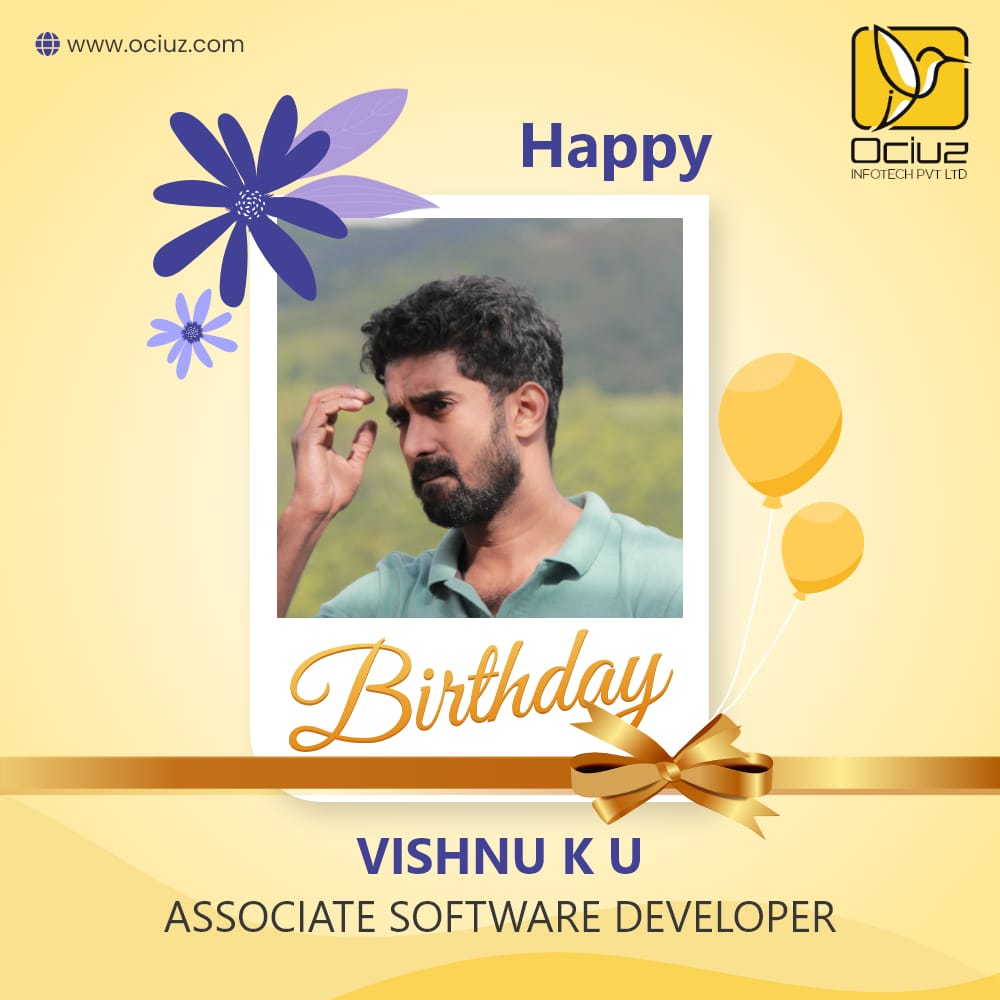 www.ociuz.com
Ociuz
INFOTECH PVT LTD
Happy
Birthday
VISHNU K U
ASSOCIATE SOFTWARE DEVELOPER